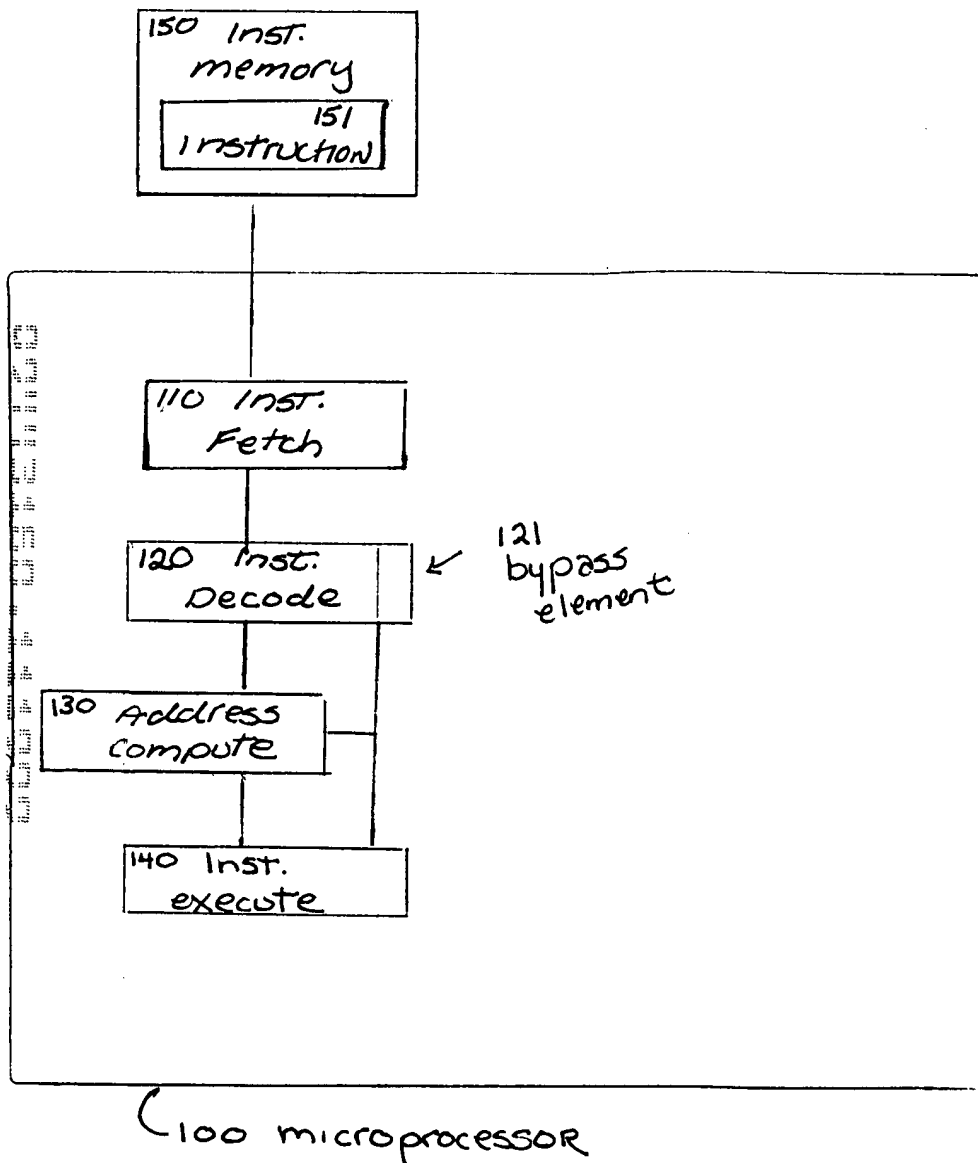 150 Inst.
memory
151
Instruction
110 Inst.
Fetch
120 Inst.
Decode
121
bypass
element
130 Address
compute
140 Inst.
execute
100 microprocessor